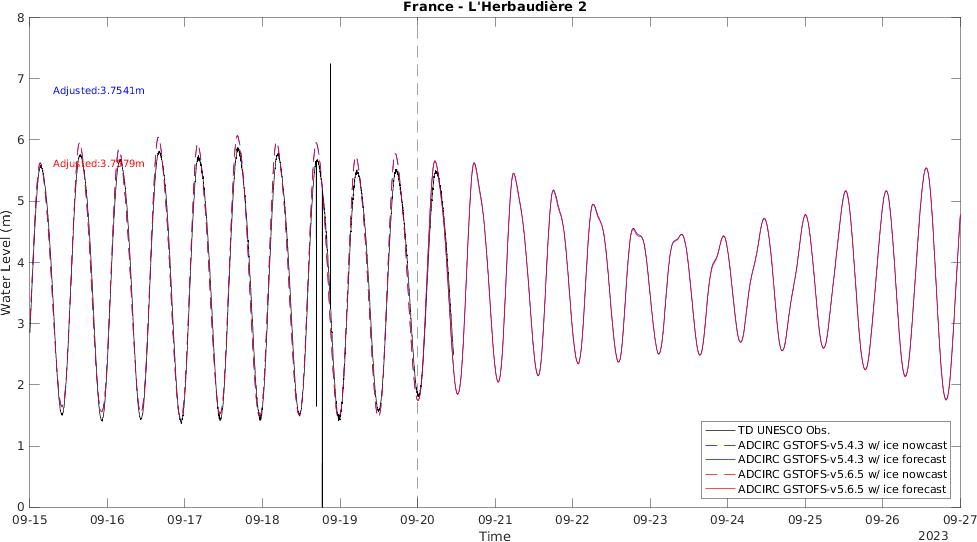 France - L'Herbaudière 2
8
7
6
5
4
3
2
1
0
Water Level (m)
Adjusted:3.7541m
Adjusted:3.7979m
TD UNESCO Obs.
ADCIRC GSTOFS-v5.4.3 w/ ice nowcast
ADCIRC GSTOFS-v5.4.3 w/ ice forecast
ADCIRC GSTOFS-v5.6.5 w/ ice nowcast
ADCIRC GSTOFS-v5.6.5 w/ ice forecast
09-15 09-16 09-17 09-18 09-19 09-20 09-21 09-22 09-23 09-24 09-25 09-26 09-27
Time
2023